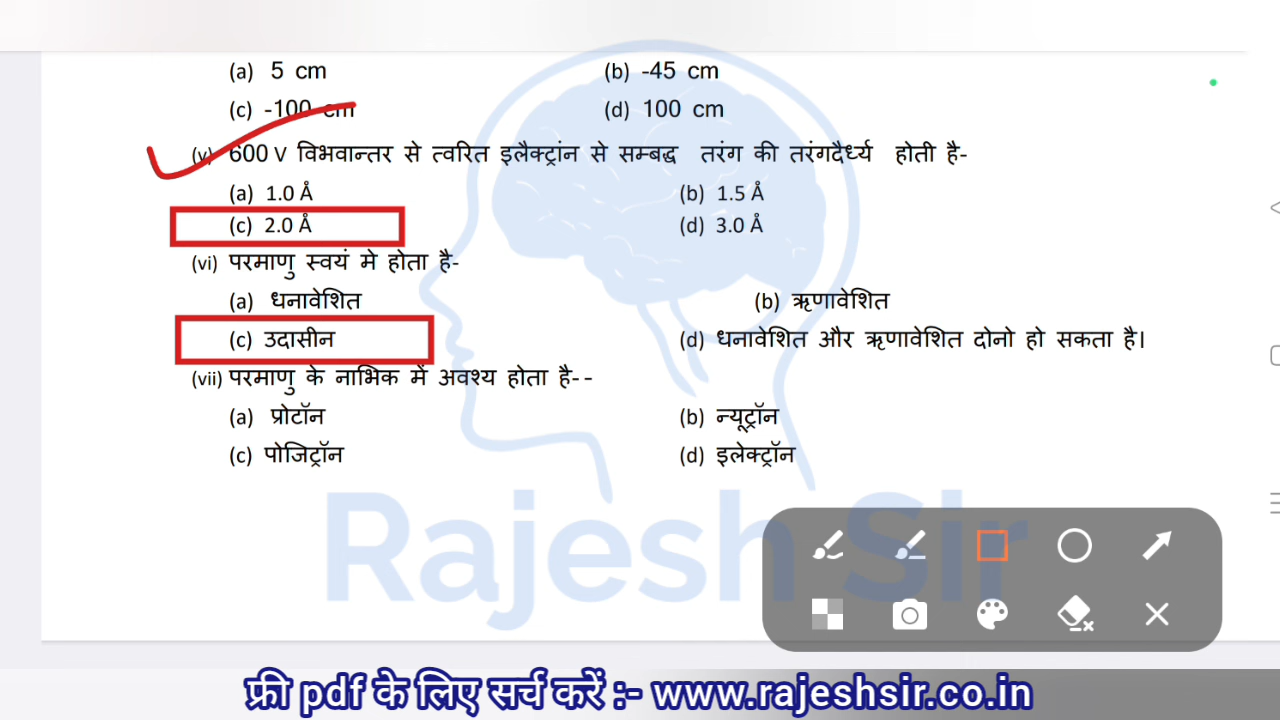 (a) 5 cm (b) -45 cm
(c) -100 cm (d) 100 cm
(v) 600 V विभवान्तर से त्वरित इलैक्ट्रांन से सम्बद्ध तरंग की तरंगदैर्ध्य होती है-
(a) 1.0 Å (b) 1.5 Å
(c) 2.0 Å (d) 3.0 Å
(vi) परमाणु स्वयं मे होता है-
(a) धनावेशित (b) ऋणावेशित
(c) उदासीन (d) धनावेशित और ऋणावेशित दोनो हो सकता है।
(vii) परमाणु के नाभिक में अवश्य होता है--
(a) प्रोटॉन (b) न्यूट्रॉन
(c) पोजिट्रॉन (d) इलेक्ट्रॉन
Rajesh Sir
फ्री pdf के लिए सर्च करें :- www.rajeshsir.co.in